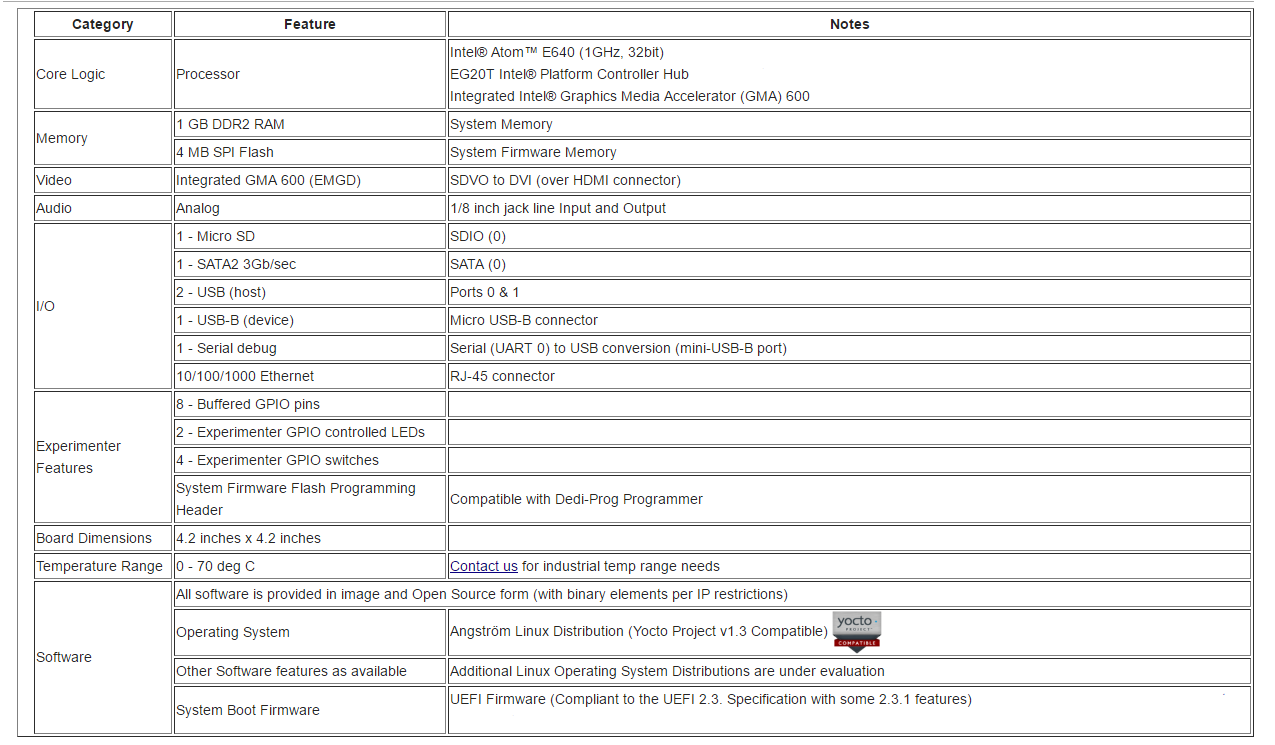 Category Feature Notes
Core Logic Processor Intel® Atom™ E640 (1GHz, 32bit)
EG20T Intel® Platform Controller Hub
Integrated Intel® Graphics Media Accelerator (GMA) 600
Memory 1 GB DDR2 RAM System Memory
4 MB SPI Flash System Firmware Memory
Video Integrated GMA 600 (EMGD) SDVO to DVI (over HDMI connector)
Audio Analog 1/8 inch jack line Input and Output
I/O 1 - Micro SD SDIO (0)
1 - SATA2 3Gb/sec SATA (0)
2 - USB (host) Ports 0 & 1
1 - USB-B (device) Micro USB-B connector
1 - Serial debug Serial (UART 0) to USB conversion (mini-USB-B port)
10/100/1000 Ethernet RJ-45 connector
Experimenter
Features
8 - Buffered GPIO pins
2 - Experimenter GPIO controlled LEDs
4 - Experimenter GPIO switches
System Firmware Flash Programming
Header
Compatible with Dedi-Prog Programmer
Board Dimensions 4.2 inches x 4.2 inches
Temperature Range 0 - 70 deg C Contact us for industrial temp range needs
Software All software is provided in image and Open Source form (with binary elements per IP restrictions)
Operating System Angström Linux Distribution (Yocto Project v1.3 Compatible)
yocto
PROJECT
COMPATIBLE
Other Software features as available Additional Linux Operating System Distributions are under evaluation
System Boot Firmware UEFI Firmware (Compliant to the UEFI 2.3. Specification with some 2.3.1 features)